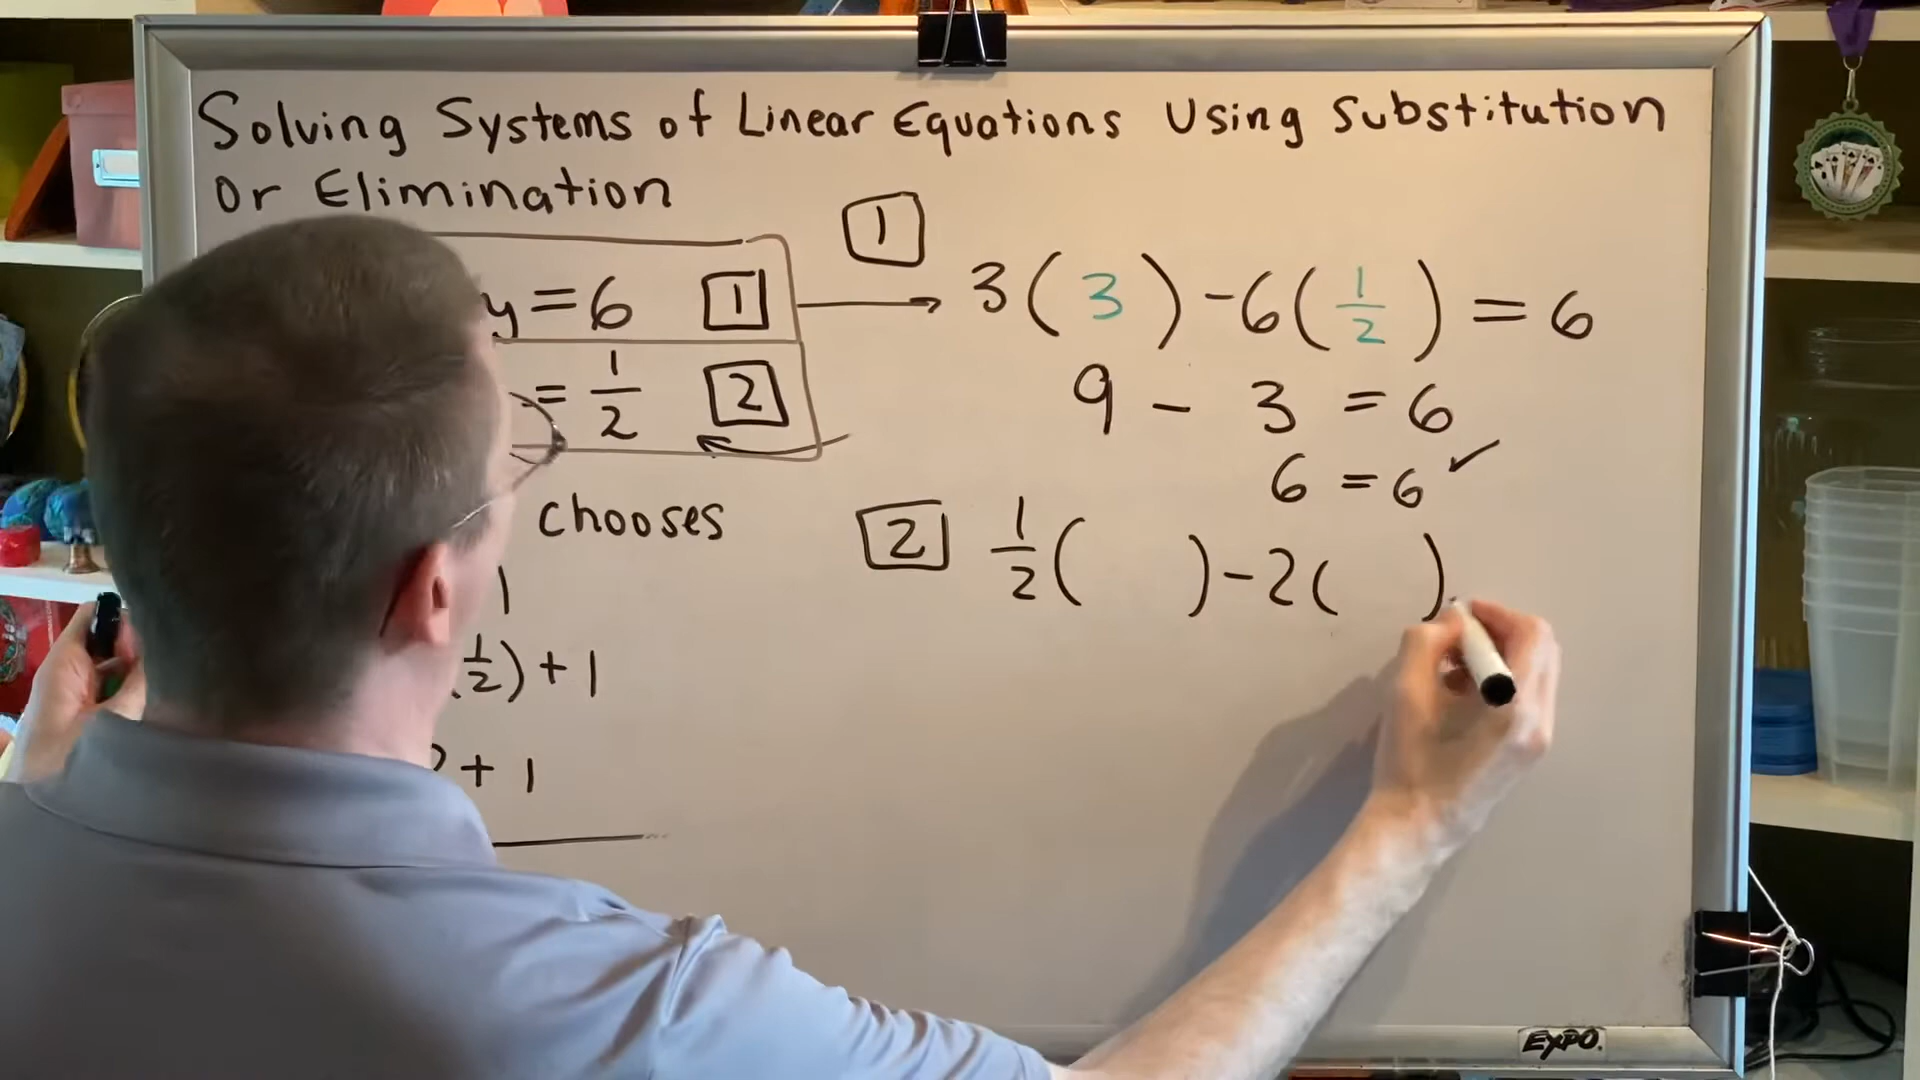 Solving Systems of Linear Equations Using Substitution
Or Elimination
1
y = 6 1
3 ( 3 ) - 6 ( 1/2 ) = 6
= 1/2 2
9 - 3 = 6
6 = 6 ✓
chooses
2 1/2 ( ) - 2 ( )
1
( 1/2 ) + 1
+ 1
EXPO.